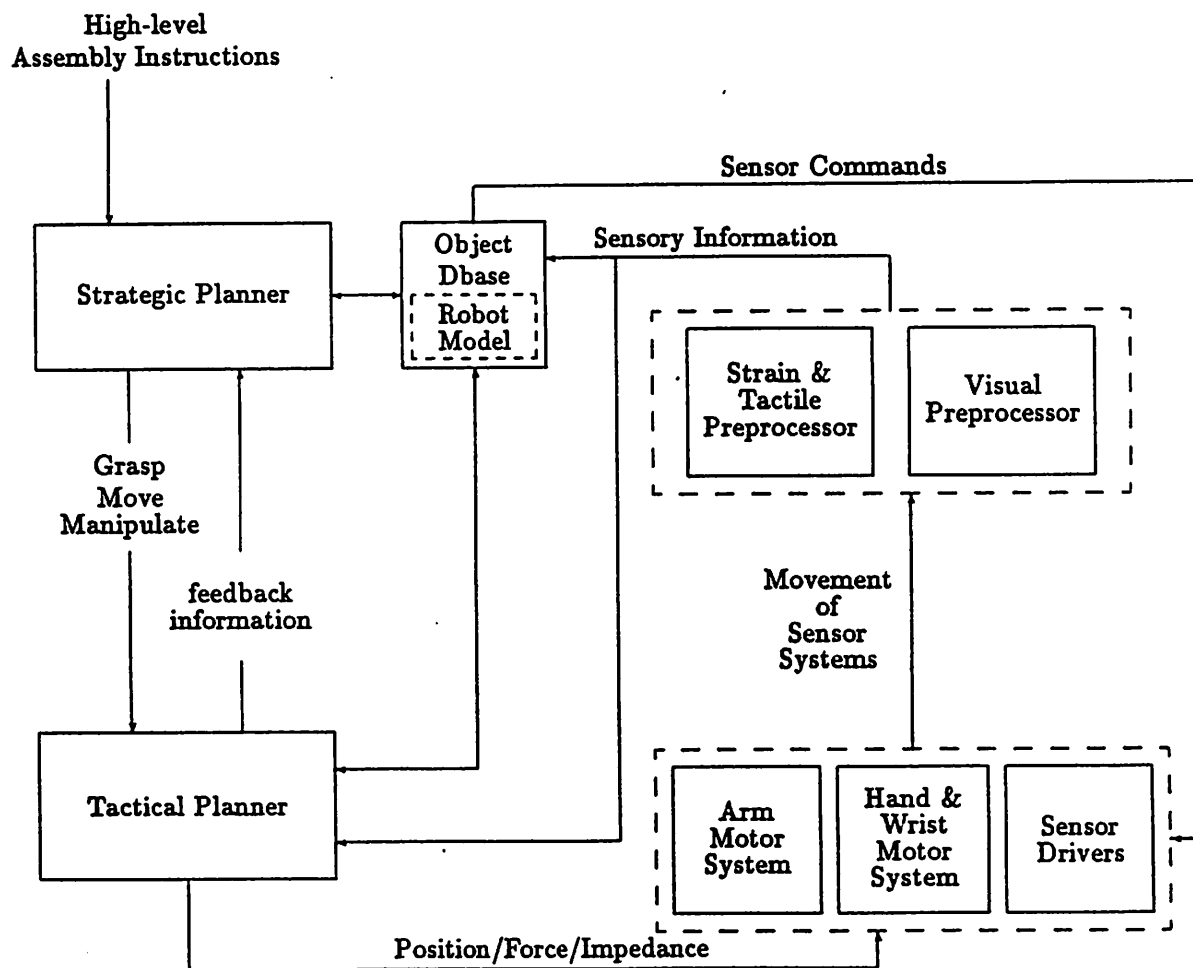 High-level
Assembly Instructions
Sensor Commands
Strategic Planner
Object
Dbase
Robot
Model
Sensory Information
Strain &
Tactile
Preprocessor
Visual
Preprocessor
Grasp
Move
Manipulate
feedback
information
Movement
of
Sensor
Systems
Tactical Planner
Arm
Motor
System
Hand &
Wrist
Motor
System
Sensor
Drivers
Position/Force/Impedance